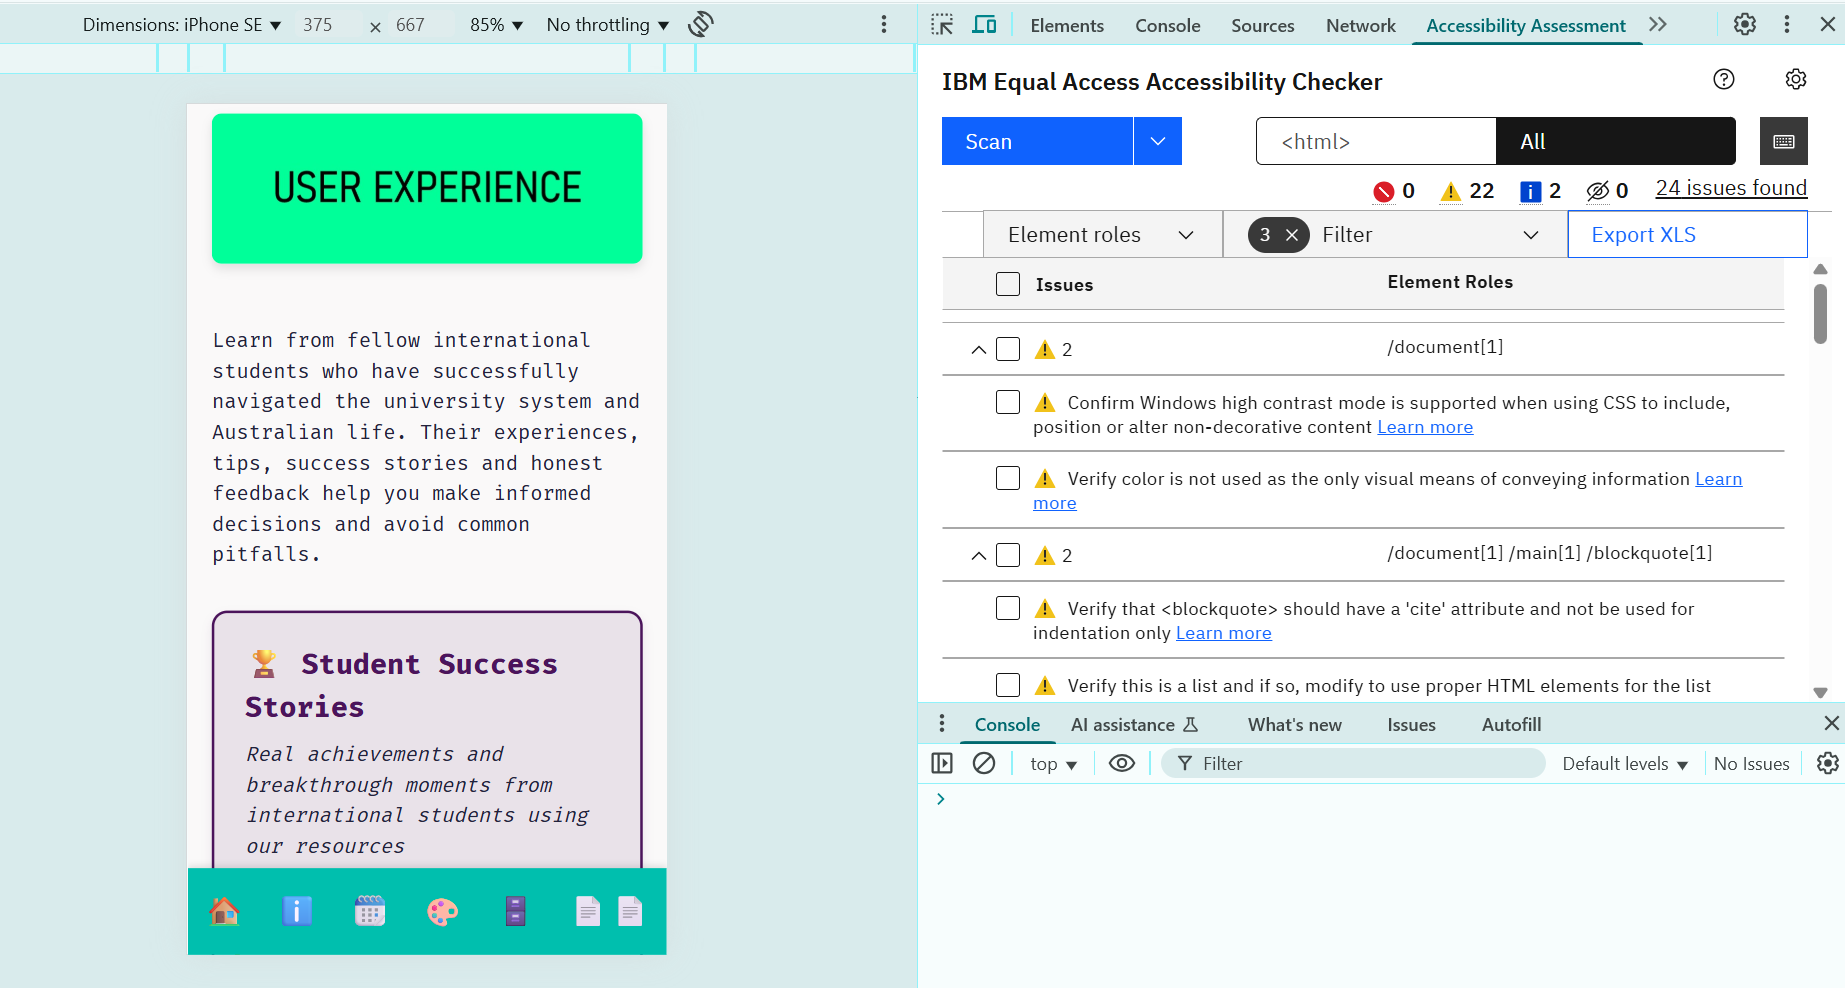 Dimensions: iPhone SE ▼ 375 × 667 85% ▼ No throttling ▼
USER EXPERIENCE
Learn from fellow international
students who have successfully
navigated the university system and
Australian life. Their experiences,
tips, success stories and honest
feedback help you make informed
decisions and avoid common
pitfalls.
🏆 Student Success
Stories
Real achievements and
breakthrough moments from
international students using
our resources
Elements Console Sources Network Accessibility Assessment
IBM Equal Access Accessibility Checker
Scan <html> All
0 22 2 0 24 issues found
Element roles 3 × Filter Export XLS
Issues Element Roles
2 /document[1]
Confirm Windows high contrast mode is supported when using CSS to include,
position or alter non-decorative content Learn more
Verify color is not used as the only visual means of conveying information Learn
more
2 /document[1] /main[1] /blockquote[1]
Verify that <blockquote> should have a 'cite' attribute and not be used for
indentation only Learn more
Verify this is a list and if so, modify to use proper HTML elements for the list
Console AI assistance What's new Issues Autofill
top ▼ Filter Default levels ▼ No Issues